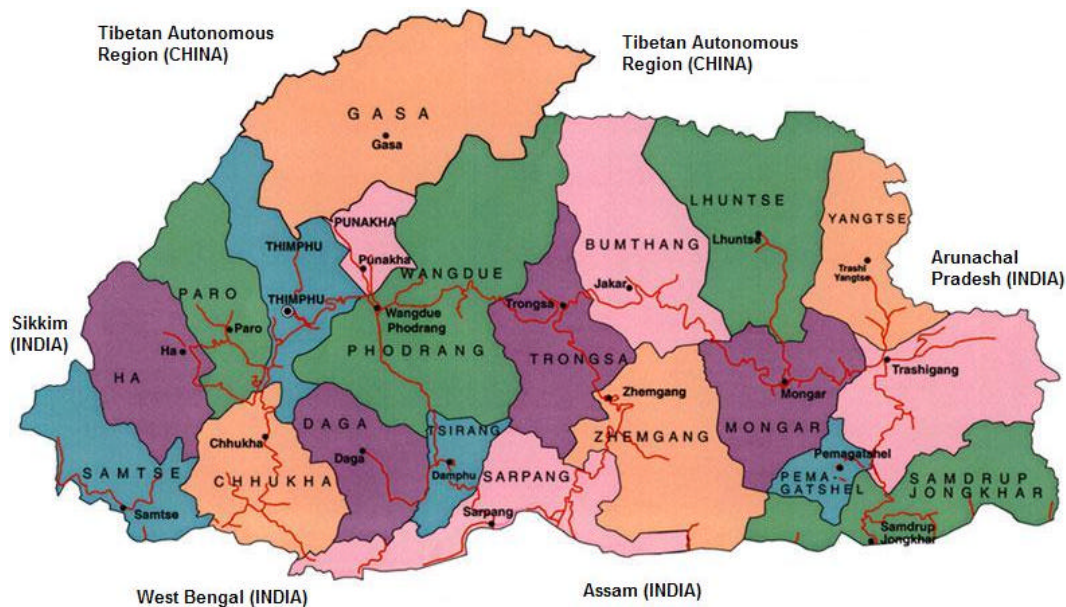 Tibetan Autonomous
Region (CHINA)
Tibetan Autonomous
Region (CHINA)
GASA
Gasa
PUNAKHA
Punakha
THIMPHU
THIMPHU
WANGDUE
Wangdue
Phodrang
PHODRANG
PARO
Paro
Sikkim
(INDIA)
Ha
HA
SAMTSE
Samtse
Chhukha
CHHUKHA
DAGA
Daga
TSIRANG
Damphu
SARPANG
Sarpang
Trongsa
TRONGSA
BUMTHANG
Jakar
Zhemgang
ZHEMGANG
LHUNTSE
Lhuntse
YANGTSE
Trashi
Yangtse
Arunachal
Pradesh (INDIA)
Trashigang
Mongar
MONGAR
Pemagatshel
PEMA-
GATSHEL
SAMDRUP
JONGKHAR
Samdrup
Jongkhar
West Bengal (INDIA)
Assam (INDIA)